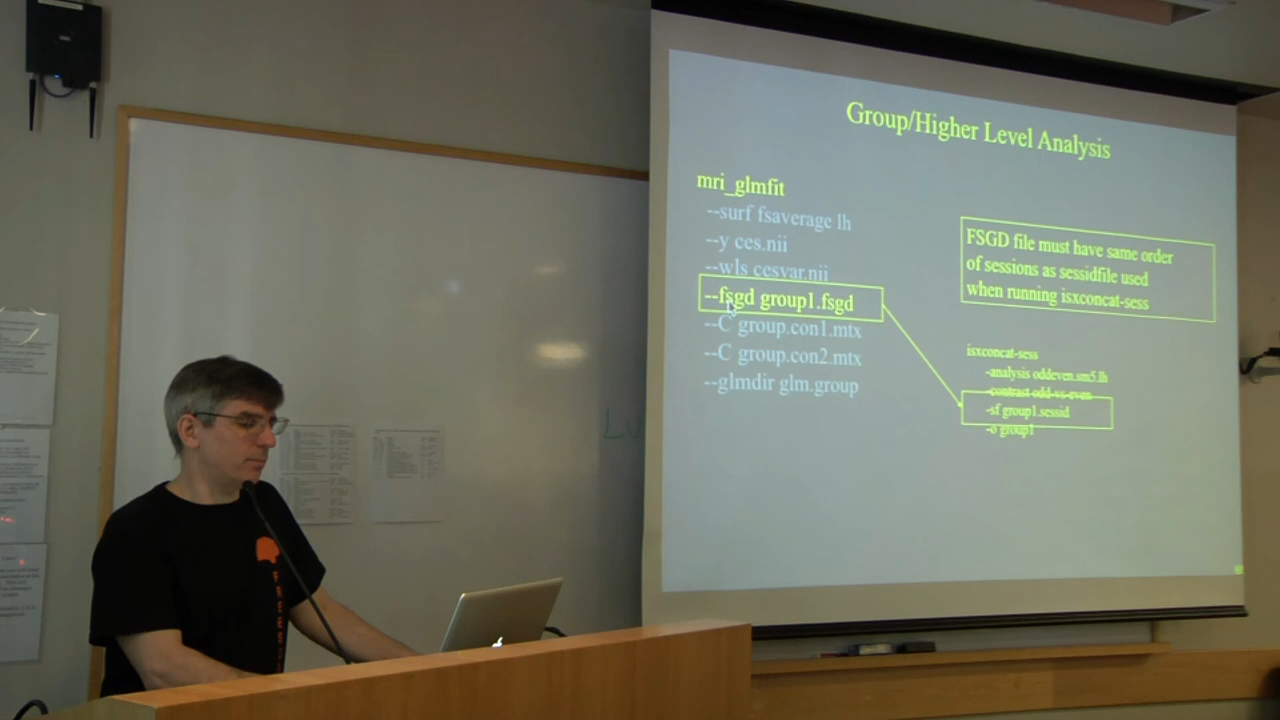 Group/Higher Level Analysis
mri_glmfit
--surf fsaverage lh
--y ces.nii
--wls cesvar.nii
--fsgd group1.fsgd
--C group.con1.mtx
--C group.con2.mtx
--glmdir glm.group
FSGD file must have same order
of sessions as sessidfile used
when running isxconcat-sess
isxconcat-sess
-analysis oddeven.sm5.lh
-contrast odd-vs-even
-sf group1.sessid
-o group1